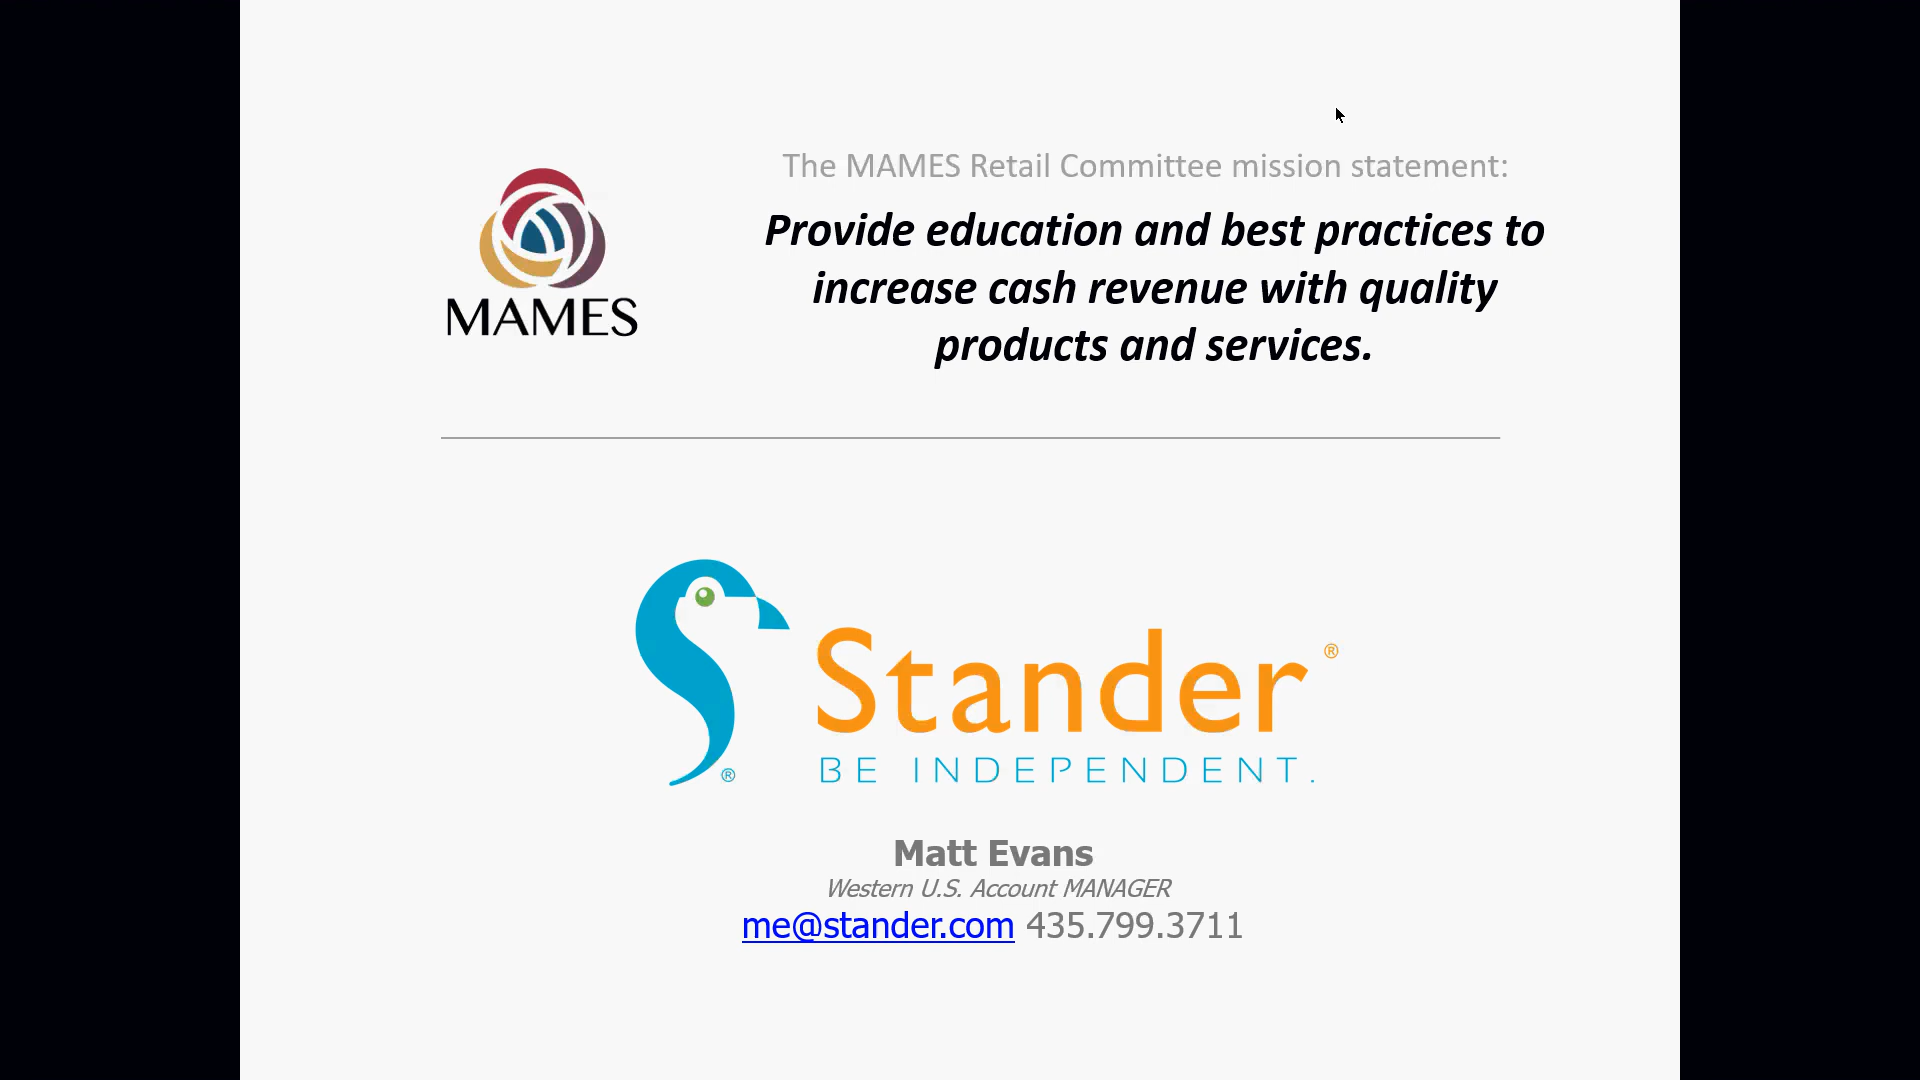 The MAMES Retail Committee mission statement:
Provide education and best practices to
increase cash revenue with quality
products and services.
MAMES
Stander®
BE INDEPENDENT.
®
Matt Evans
Western U.S. Account MANAGER
me@stander.com 435.799.3711